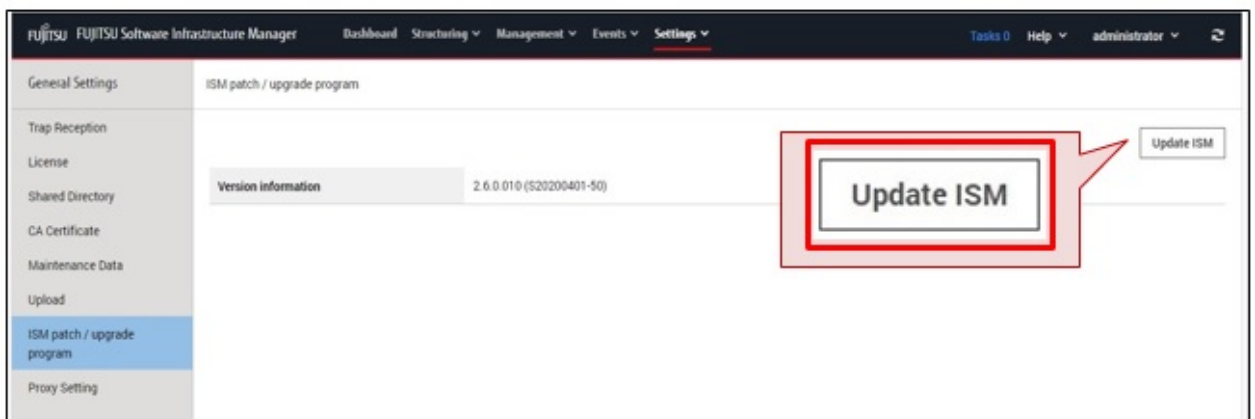 FUJITSU FUJITSU Software Infrastructure Manager Dashboard Structuring Management Events Settings Tasks 0 Help administrator
General Settings
ISM patch / upgrade program
Trap Reception
License
Shared Directory
CA Certificate
Maintenance Data
Upload
ISM patch / upgrade
program
Proxy Setting
Update ISM
Version information 2.6.0.010 (S20200401-50)
Update ISM